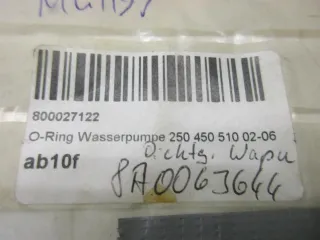 800027122
O-Ring Wasserpumpe 250 450 510 02-06
ab10f
Dichtg. Wapu
8A0063644